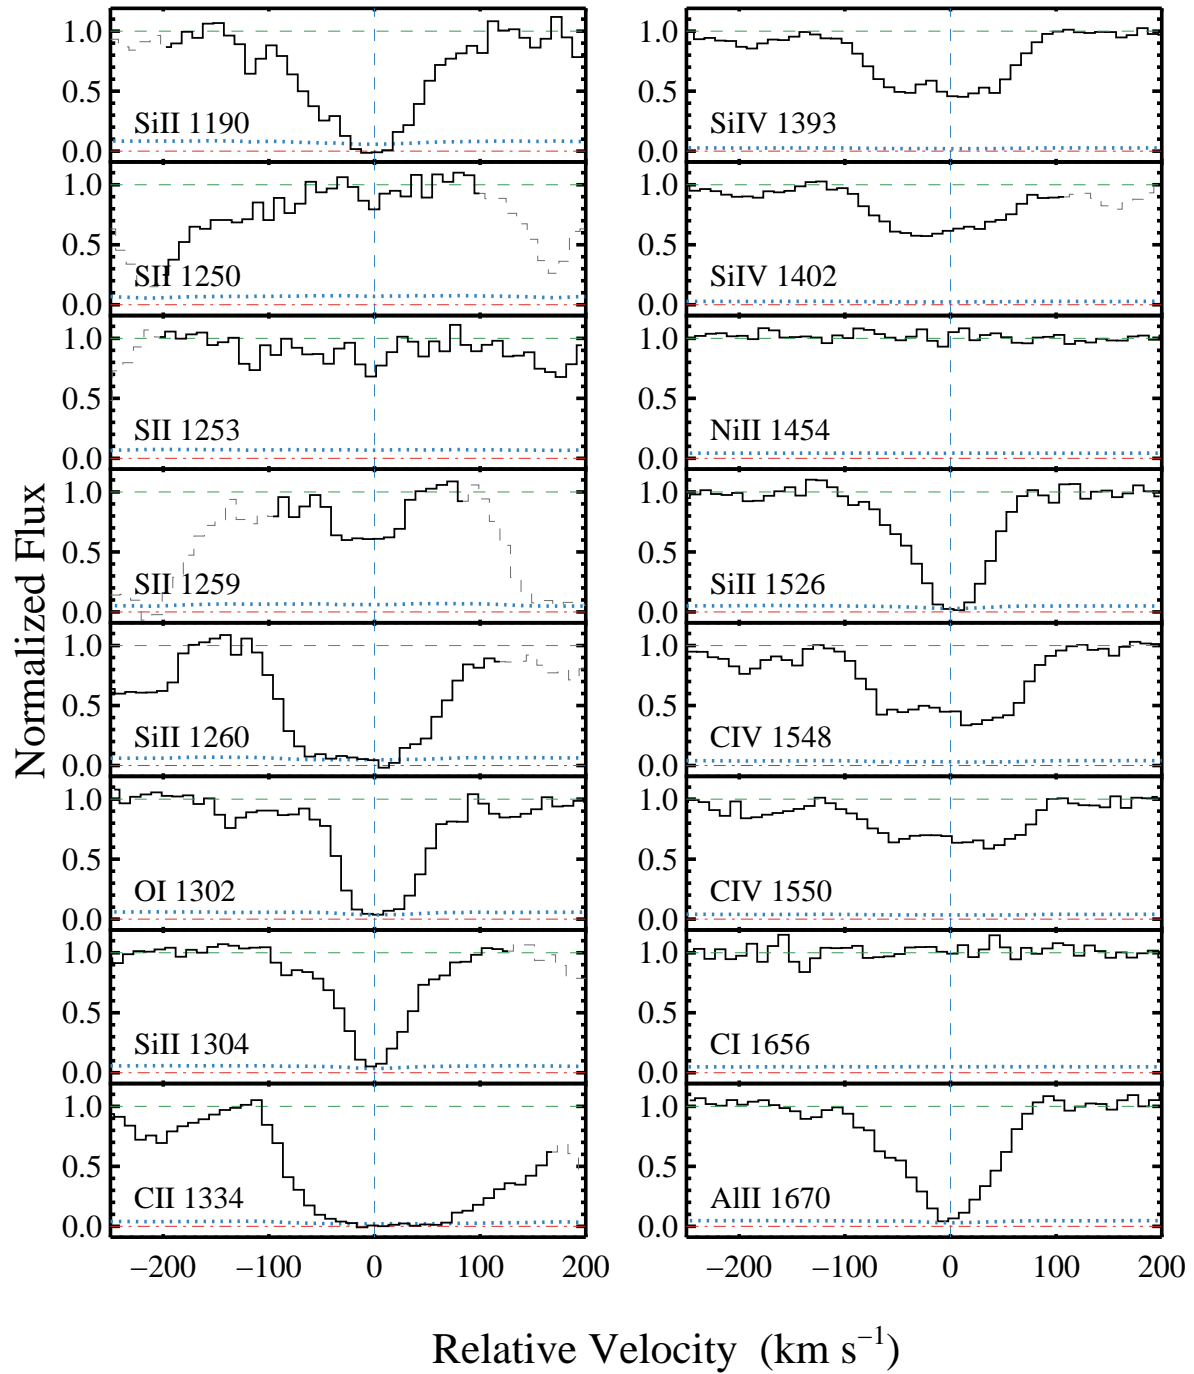 Normalized Flux
1.0
0.5
0.0
SiII 1190
1.0
0.5
0.0
SII 1250
1.0
0.5
0.0
SII 1253
1.0
0.5
0.0
SII 1259
1.0
0.5
0.0
SiII 1260
1.0
0.5
0.0
OI 1302
1.0
0.5
0.0
SiII 1304
1.0
0.5
0.0
CII 1334
−200 −100 0 100 200
1.0
0.5
0.0
SiIV 1393
1.0
0.5
0.0
SiIV 1402
1.0
0.5
0.0
NiII 1454
1.0
0.5
0.0
SiII 1526
1.0
0.5
0.0
CIV 1548
1.0
0.5
0.0
CIV 1550
1.0
0.5
0.0
CI 1656
1.0
0.5
0.0
AlII 1670
−200 −100 0 100 200
Relative Velocity (km s⁻¹)